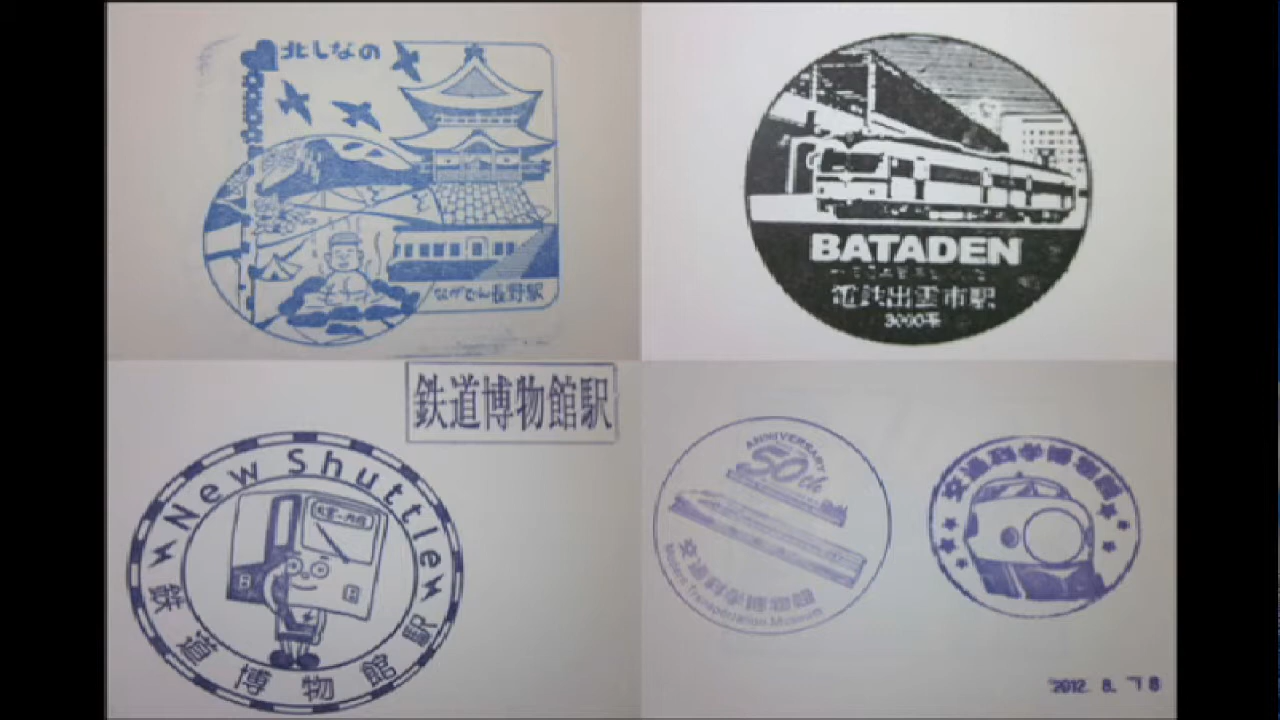 北しなの
ながでん長野駅
BATADEN
電鉄出雲市駅
3000系
鉄道博物館駅
New Shuttle
鉄道博物館駅
ANNIVERSARY
50th
交通科学博物館
Modern Transportation Museum
交通科学博物館
2012. 8. 18